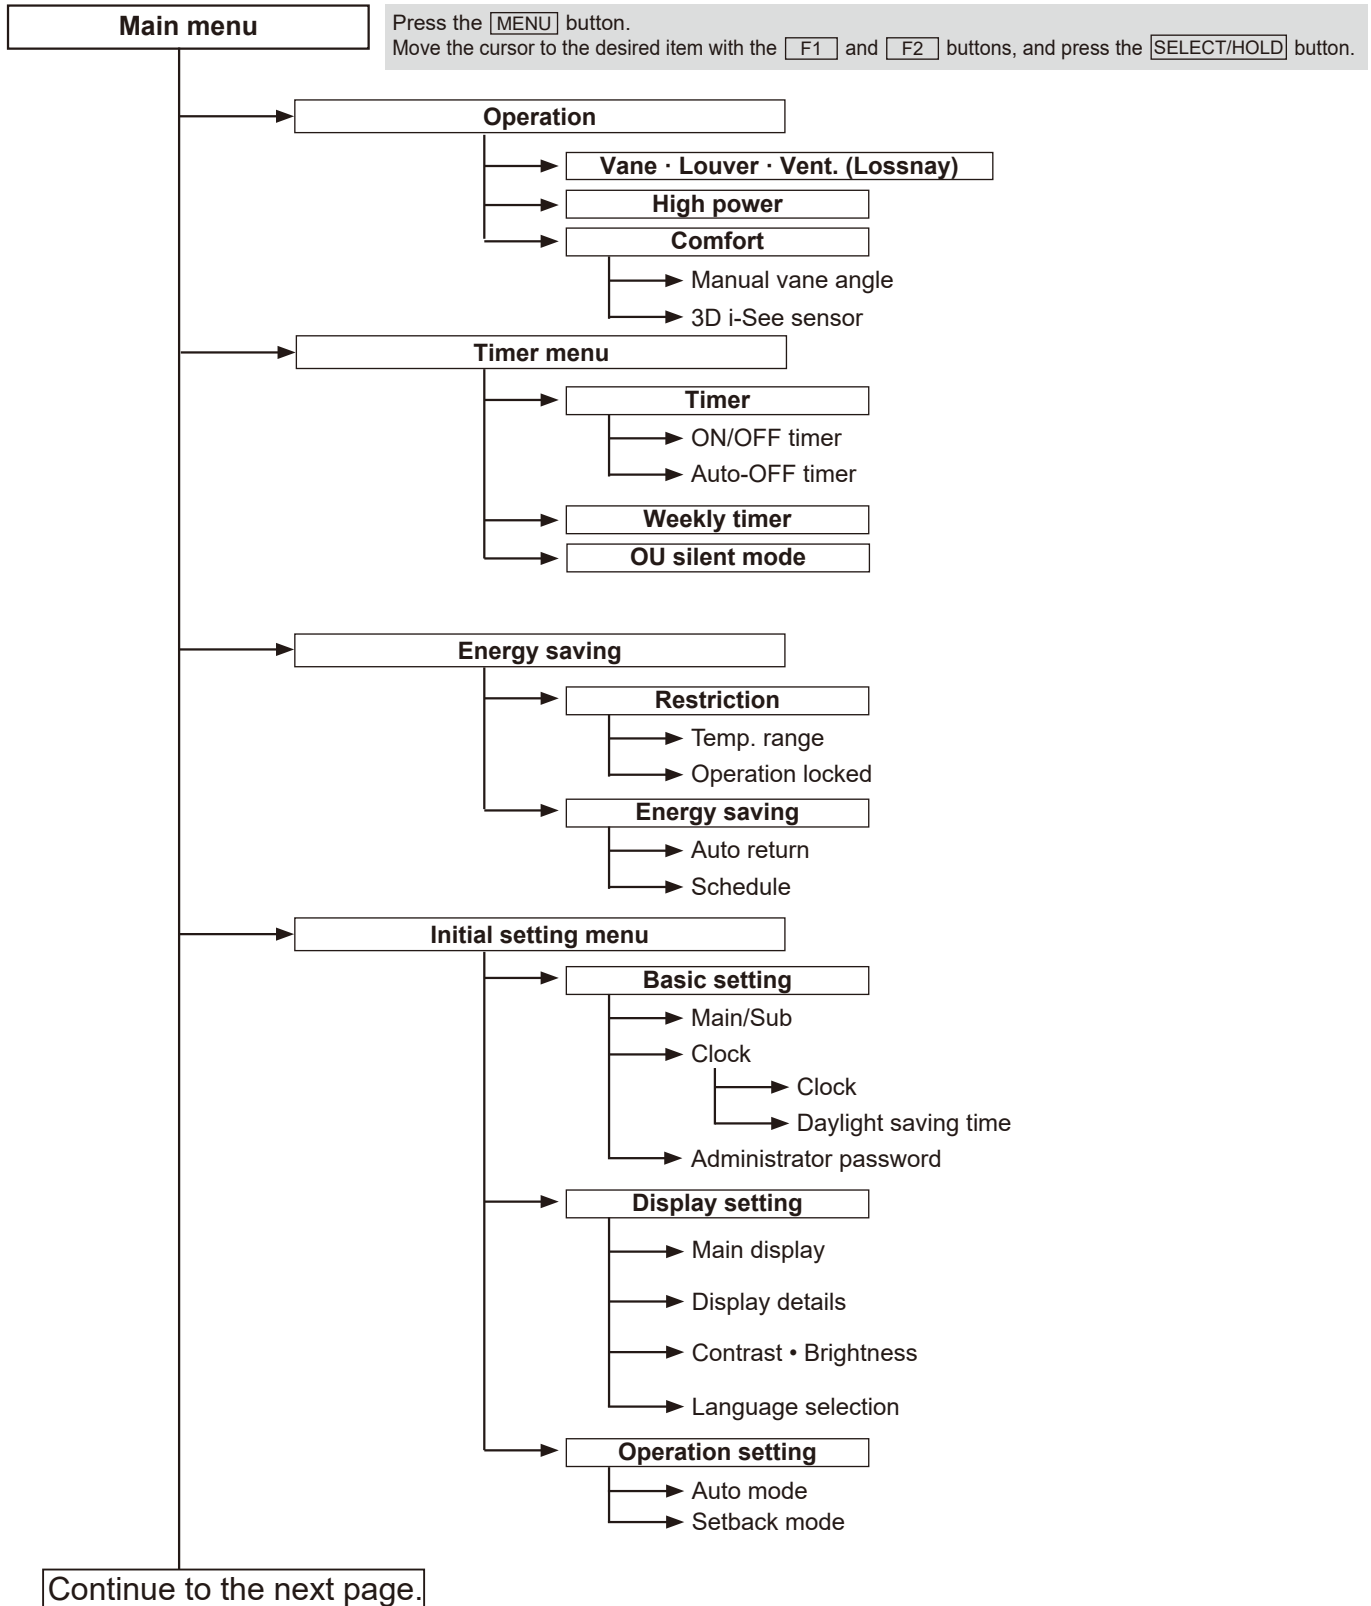 Main menu
Press the MENU button.
Move the cursor to the desired item with the F1 and F2 buttons, and press the SELECT/HOLD button.
Operation
Vane · Louver · Vent. (Lossnay)
High power
Comfort
Manual vane angle
3D i-See sensor
Timer menu
Timer
ON/OFF timer
Auto-OFF timer
Weekly timer
OU silent mode
Energy saving
Restriction
Temp. range
Operation locked
Energy saving
Auto return
Schedule
Initial setting menu
Basic setting
Main/Sub
Clock
Clock
Daylight saving time
Administrator password
Display setting
Main display
Display details
Contrast • Brightness
Language selection
Operation setting
Auto mode
Setback mode
Continue to the next page.